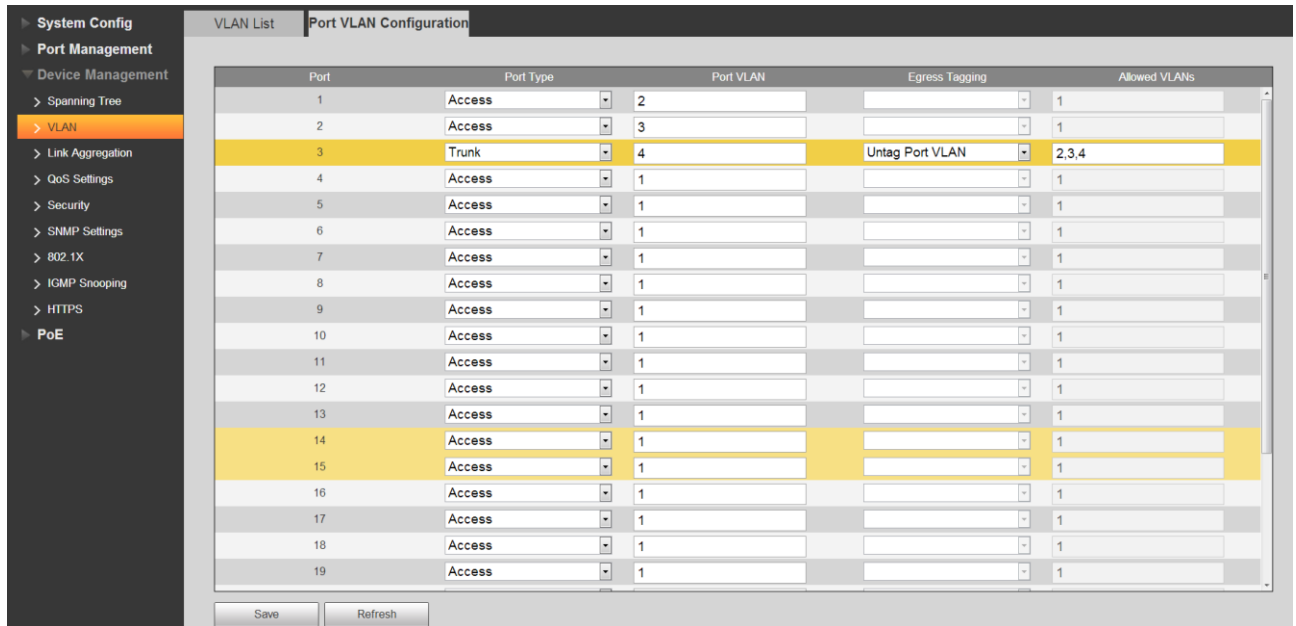 System Config
Port Management
Device Management
Spanning Tree
VLAN
Link Aggregation
QoS Settings
Security
SNMP Settings
802.1X
IGMP Snooping
HTTPS
PoE
VLAN List Port VLAN Configuration
Port Port Type Port VLAN Egress Tagging Allowed VLANs
1 Access 2 1
2 Access 3 1
3 Trunk 4 Untag Port VLAN 2,3,4
4 Access 1 1
5 Access 1 1
6 Access 1 1
7 Access 1 1
8 Access 1 1
9 Access 1 1
10 Access 1 1
11 Access 1 1
12 Access 1 1
13 Access 1 1
14 Access 1 1
15 Access 1 1
16 Access 1 1
17 Access 1 1
18 Access 1 1
19 Access 1 1
Save Refresh